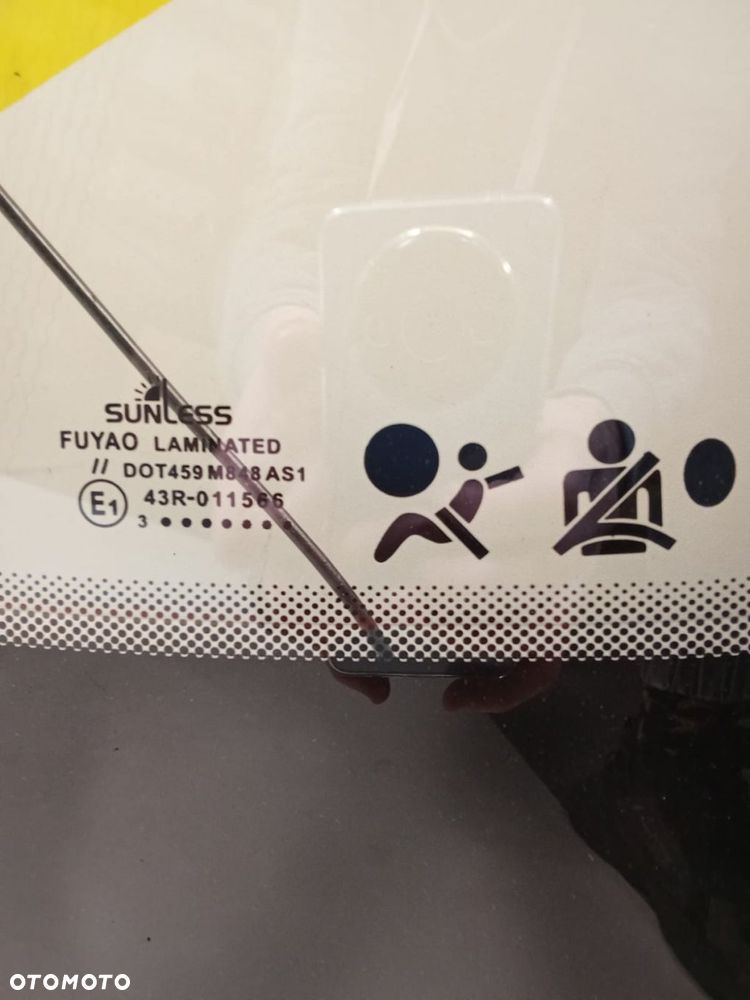 SUNLESS
FUYAO LAMINATED
// DOT459 M848 AS1
E1 43R-011566
3 ● ● ● ● ● ● ●
OTOMOTO